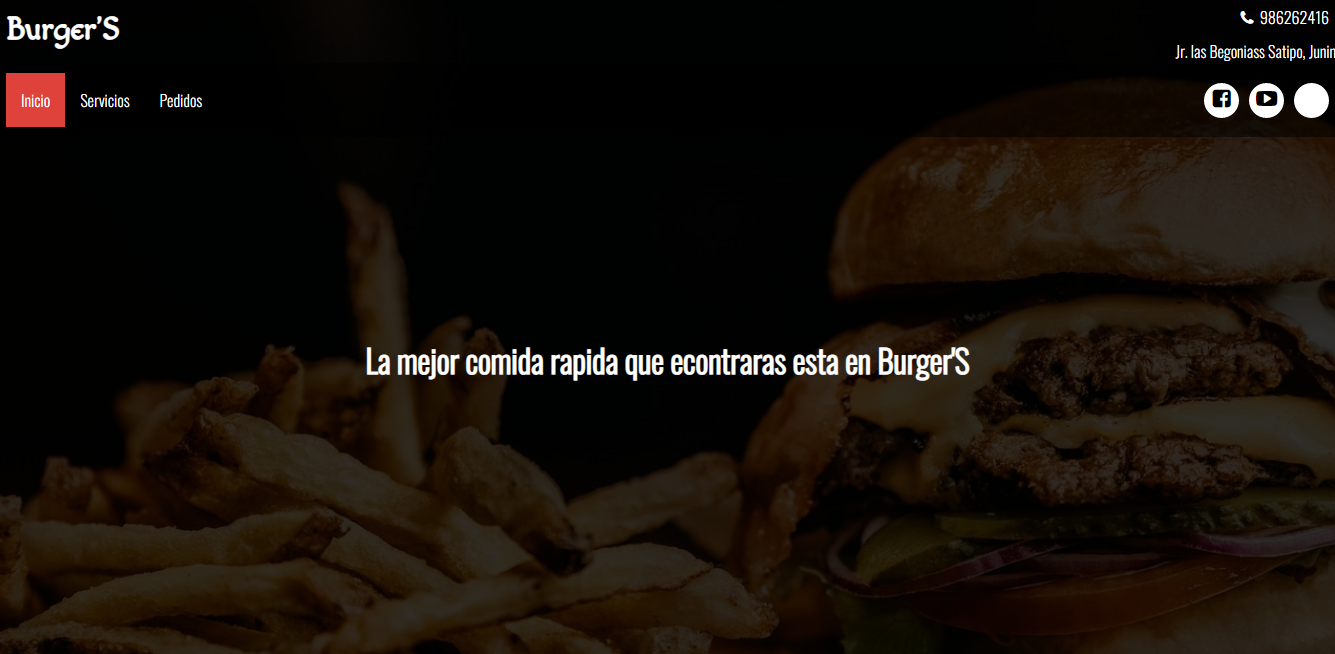 Burger'S
986262416
Jr. las Begoniass Satipo, Junin
Inicio Servicios Pedidos
La mejor comida rapida que econtraras esta en Burger'S